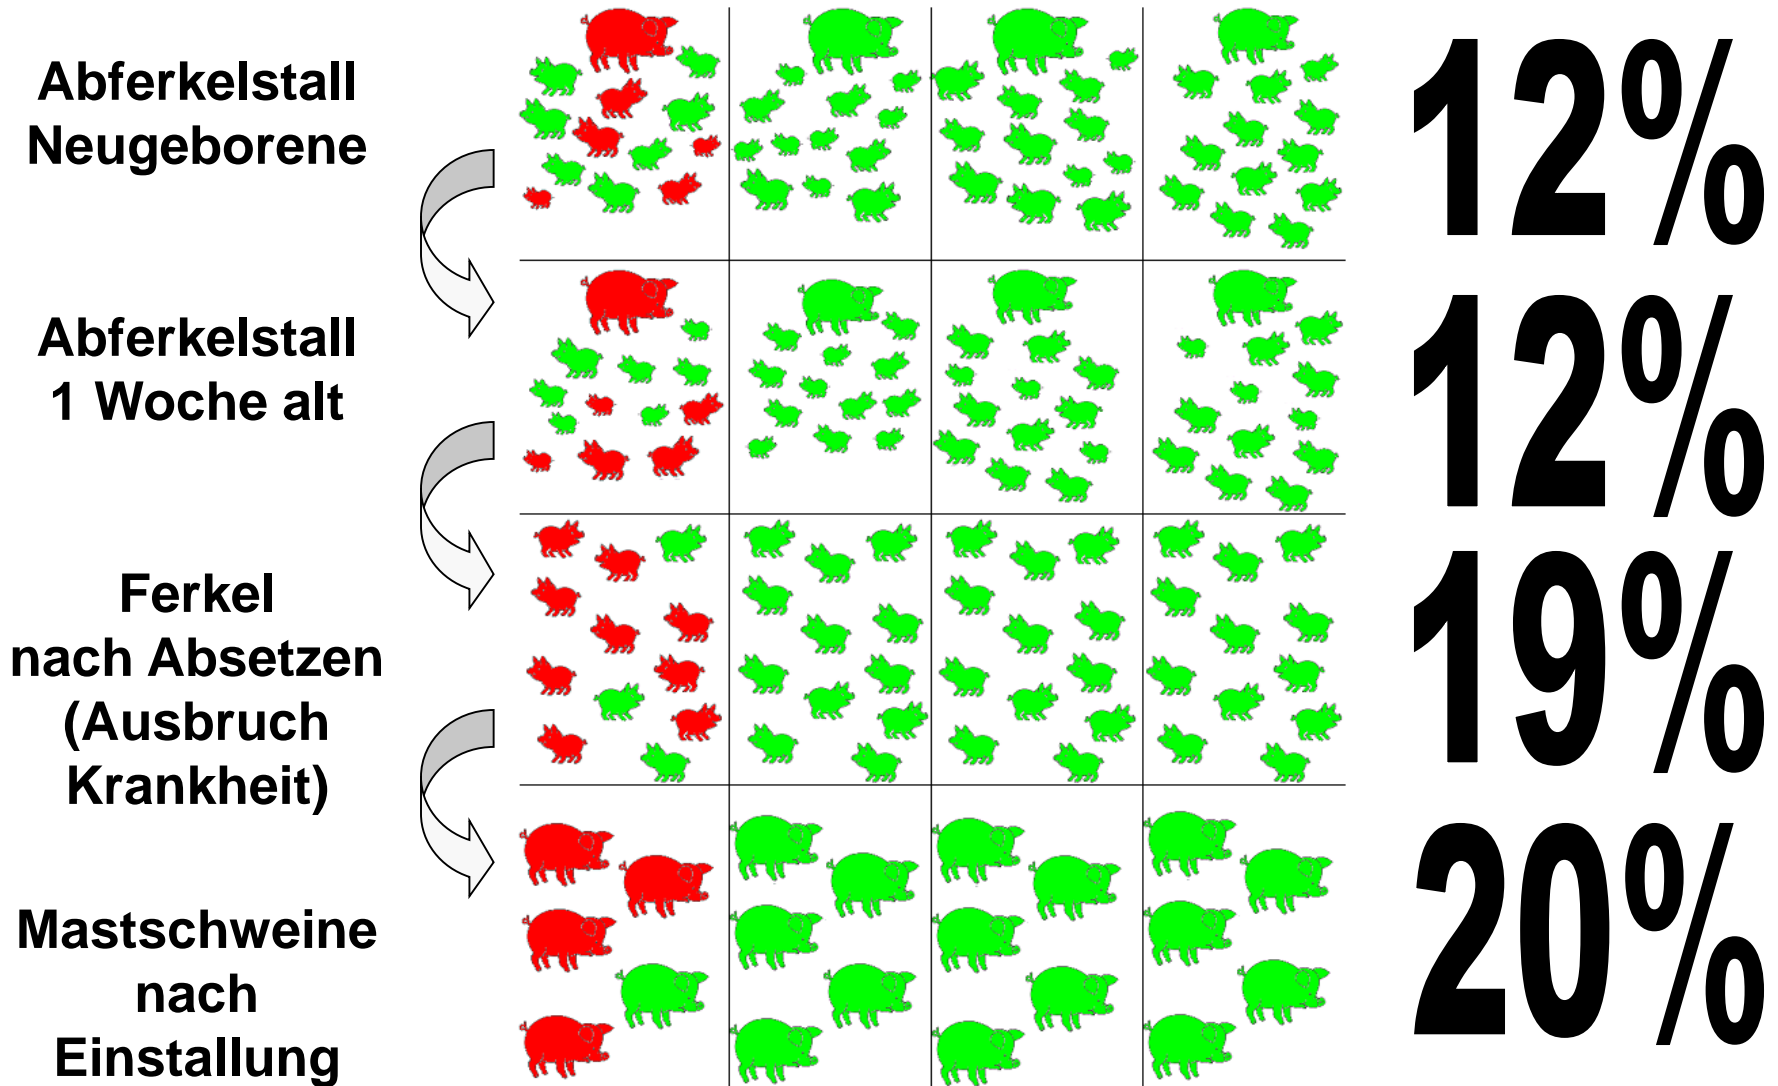 Abferkelstall
Neugeborene
12%
Abferkelstall
1 Woche alt
12%
Ferkel
nach Absetzen
(Ausbruch
Krankheit)
19%
Mastschweine
nach
Einstallung
20%